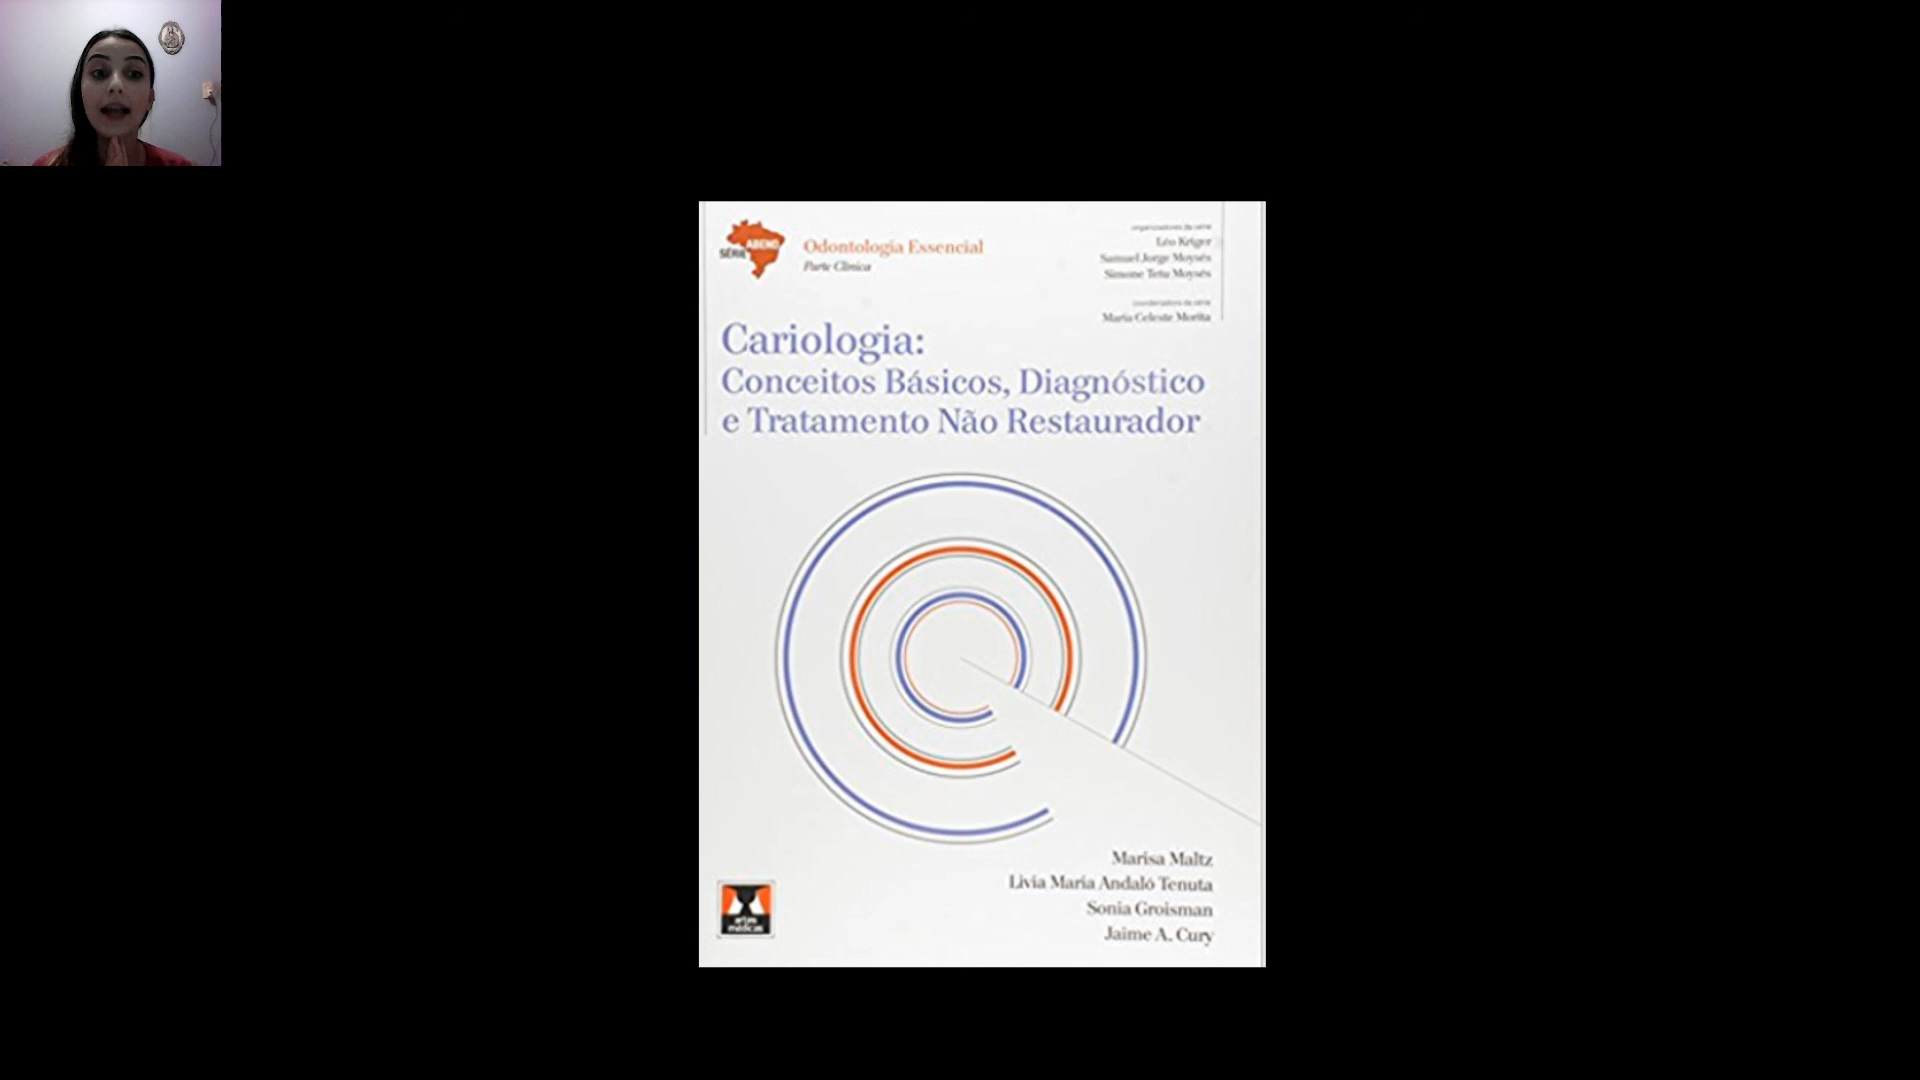 SÉRIE ABENO
Odontologia Essencial
Parte Clínica
organizadores da série
Léo Kriger
Samuel Jorge Moysés
Simone Tetu Moysés
coordenadora da série
Maria Celeste Morita
Cariologia:
Conceitos Básicos, Diagnóstico
e Tratamento Não Restaurador
Marisa Maltz
Livia Maria Andaló Tenuta
Sonia Groisman
Jaime A. Cury
artes
médicas